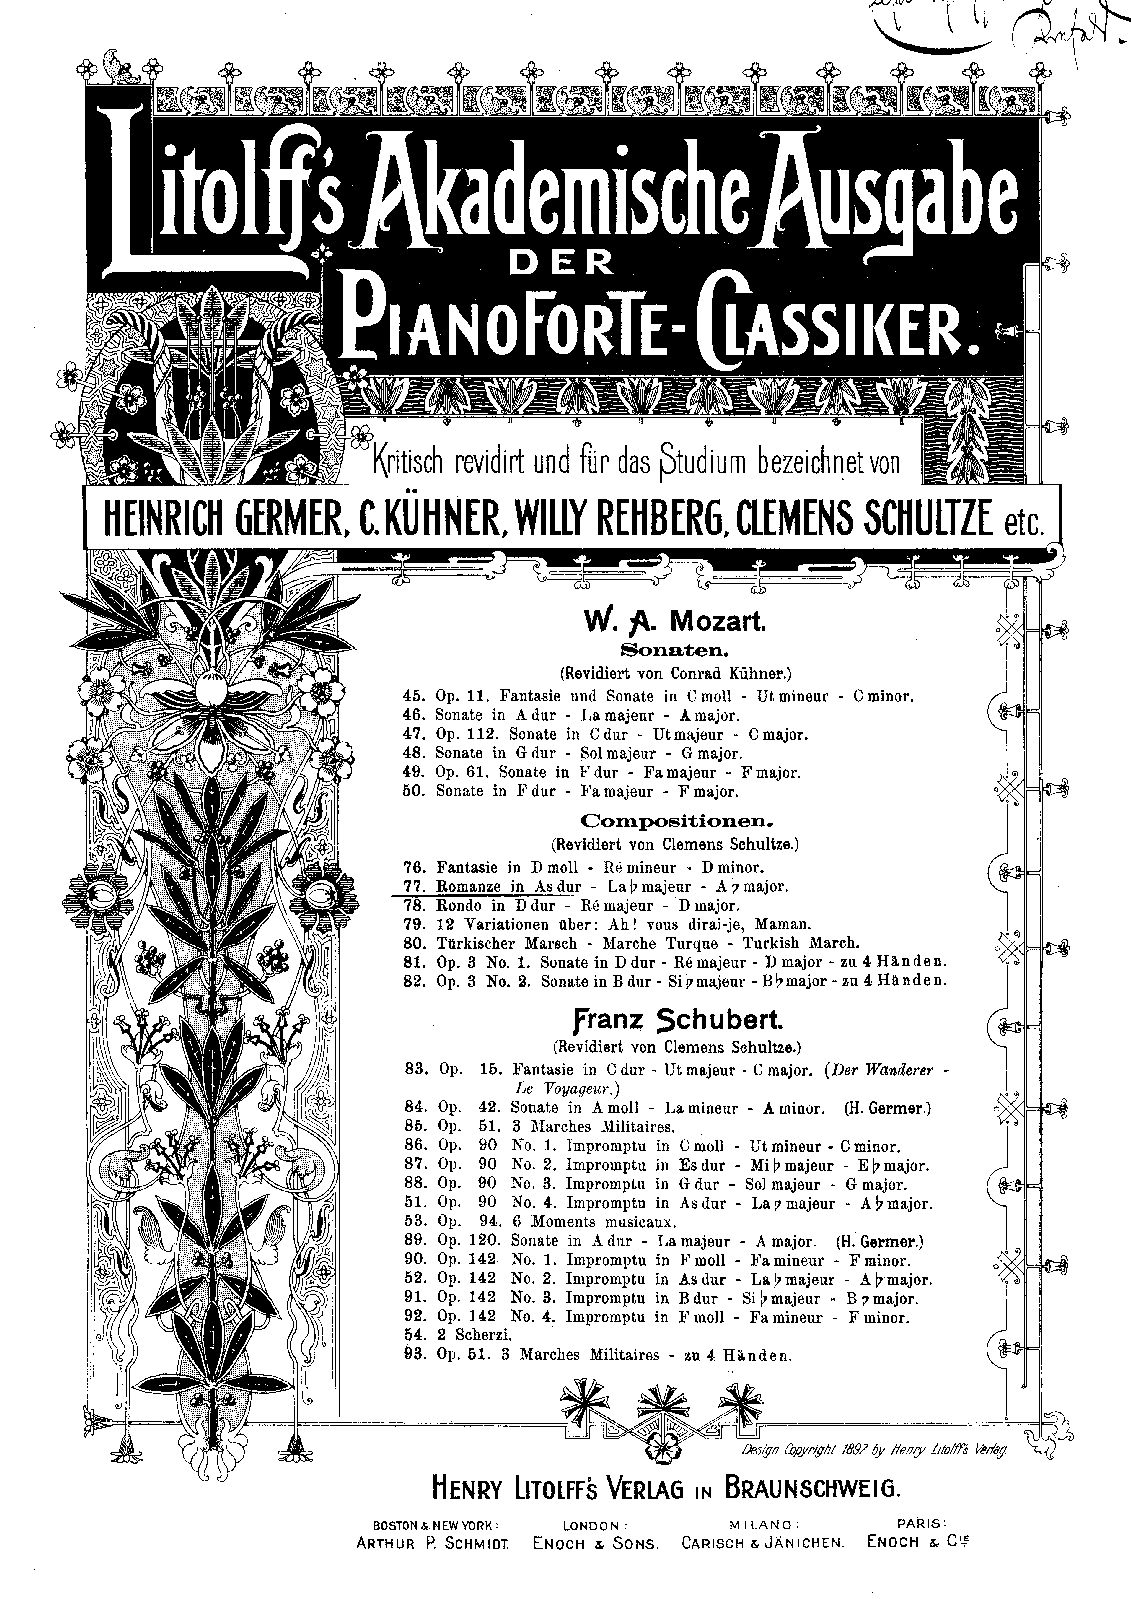 Litolff's Akademische Ausgabe
DER
PIANOFORTE-CLASSIKER.
Kritisch revidirt und für das Studium bezeichnet von
HEINRICH GERMER, C. KÜHNER, WILLY REHBERG, CLEMENS SCHULTZE etc.
W. A. Mozart.
Sonaten.
(Revidiert von Conrad Kühner.)
45. Op. 11. Fantasie und Sonate in C moll - Ut mineur - C minor.
46. Sonate in A dur - La majeur - A major.
47. Op. 112. Sonate in C dur - Ut majeur - C major.
48. Sonate in G dur - Sol majeur - G major.
49. Op. 61. Sonate in F dur - Fa majeur - F major.
50. Sonate in F dur - Fa majeur - F major.
Compositionen.
(Revidiert von Clemens Schultze.)
76. Fantasie in D moll - Ré mineur - D minor.
77. Romanze in As dur - La♭ majeur - A♭ major.
78. Rondo in D dur - Ré majeur - D major.
79. 12 Variationen über: Ah! vous dirai-je, Maman.
80. Türkischer Marsch - Marche Turque - Turkish March.
81. Op. 3 No. 1. Sonate in D dur - Ré majeur - D major - zu 4 Händen.
82. Op. 3 No. 2. Sonate in B dur - Si♭ majeur - B♭ major - zu 4 Händen.
Franz Schubert.
(Revidiert von Clemens Schultze.)
83. Op. 15. Fantasie in C dur - Ut majeur - C major. (Der Wanderer -
Le Voyageur.)
84. Op. 42. Sonate in A moll - La mineur - A minor. (H. Germer.)
85. Op. 51. 3 Marches Militaires.
86. Op. 90 No. 1. Impromptu in C moll - Ut mineur - C minor.
87. Op. 90 No. 2. Impromptu in Es dur - Mi♭ majeur - E♭ major.
88. Op. 90 No. 3. Impromptu in G dur - Sol majeur - G major.
51. Op. 90 No. 4. Impromptu in As dur - La♭ majeur - A♭ major.
53. Op. 94. 6 Moments musicaux.
89. Op. 120. Sonate in A dur - La majeur - A major. (H. Germer.)
90. Op. 142 No. 1. Impromptu in F moll - Fa mineur - F minor.
52. Op. 142 No. 2. Impromptu in As dur - La♭ majeur - A♭ major.
91. Op. 142 No. 3. Impromptu in B dur - Si♭ majeur - B♭ major.
92. Op. 142 No. 4. Impromptu in F moll - Fa mineur - F minor.
54. 2 Scherzi.
93. Op. 51. 3 Marches Militaires - zu 4 Händen.
Design Copyright 1897 by Henry Litolff's Verlag
HENRY LITOLFF'S VERLAG IN BRAUNSCHWEIG.
BOSTON & NEW YORK: LONDON: MILANO: PARIS:
ARTHUR P. SCHMIDT. ENOCH & SONS. CARISCH & JÄNICHEN. ENOCH & CIE